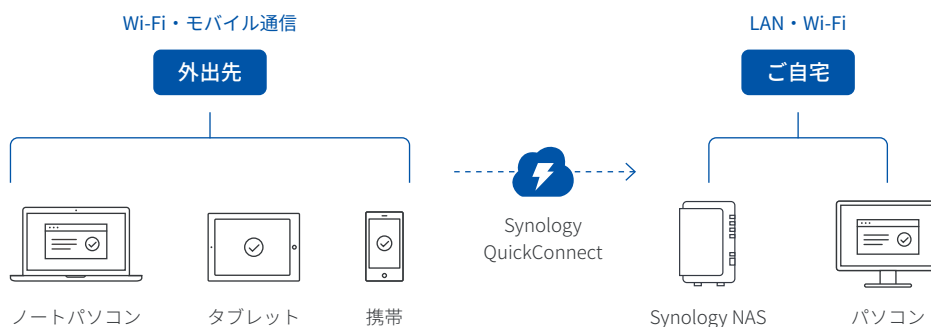 Wi-Fi・モバイル通信
外出先
LAN・Wi-Fi
ご自宅
Synology
QuickConnect
ノートパソコン
タブレット
携帯
Synology NAS
パソコン